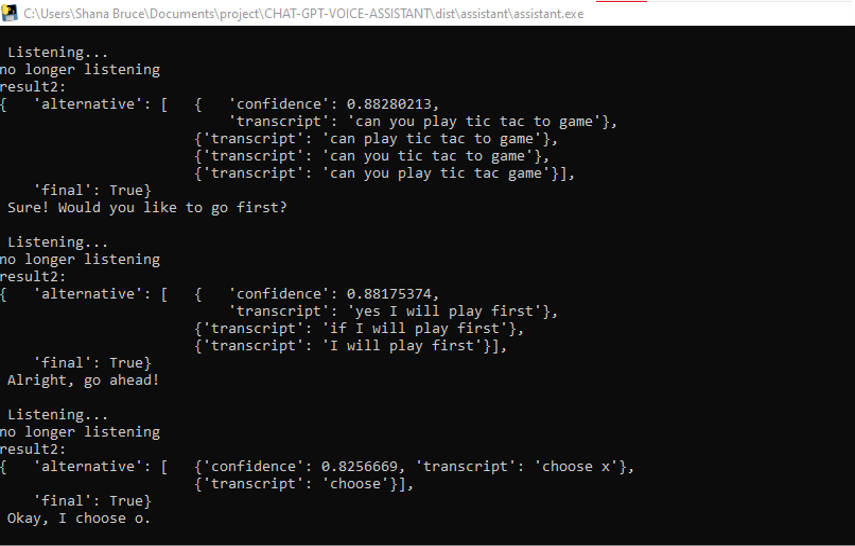 C:\Users\Shana Bruce\Documents\project\CHAT-GPT-VOICE-ASSISTANT\dist\assistant\assistant.exe
Listening...
no longer listening
result2:
{   'alternative': [   {   'confidence': 0.88280213,
'transcript': 'can you play tic tac to game'},
{'transcript': 'can play tic tac to game'},
{'transcript': 'can you tic tac to game'},
{'transcript': 'can you play tic tac game'}],
'final': True}
Sure! Would you like to go first?
Listening...
no longer listening
result2:
{   'alternative': [   {   'confidence': 0.88175374,
'transcript': 'yes I will play first'},
{'transcript': 'if I will play first'},
{'transcript': 'I will play first'}],
'final': True}
Alright, go ahead!
Listening...
no longer listening
result2:
{   'alternative': [   {'confidence': 0.8256669, 'transcript': 'choose x'},
{'transcript': 'choose'}],
'final': True}
Okay, I choose o.